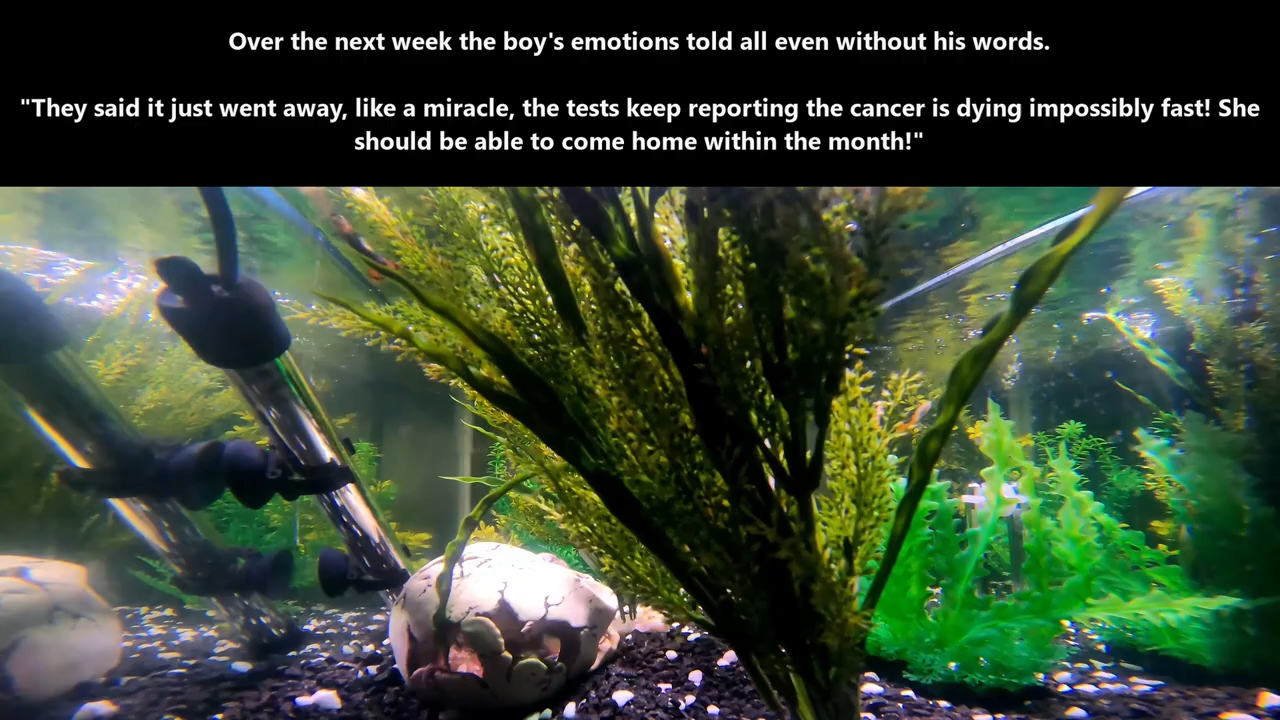 Over the next week the boy's emotions told all even without his words.
"They said it just went away, like a miracle, the tests keep reporting the cancer is dying impossibly fast! She
should be able to come home within the month!"